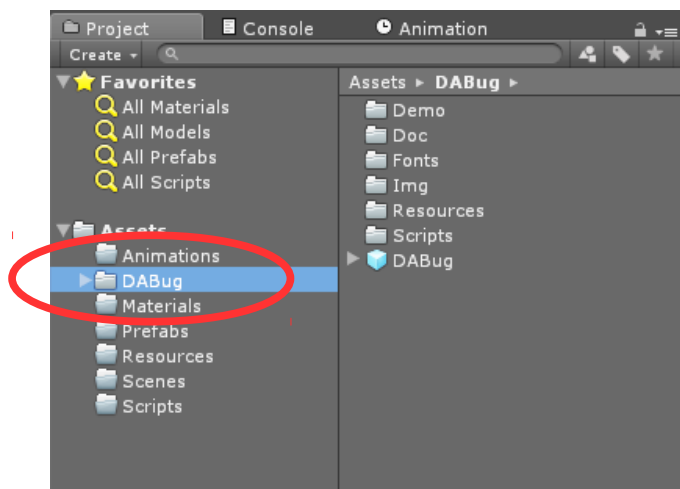 Project Console Animation
Create
Favorites
All Materials
All Models
All Prefabs
All Scripts
Assets
Animations
DABug
Materials
Prefabs
Resources
Scenes
Scripts
Assets DABug
Demo
Doc
Fonts
Img
Resources
Scripts
DABug